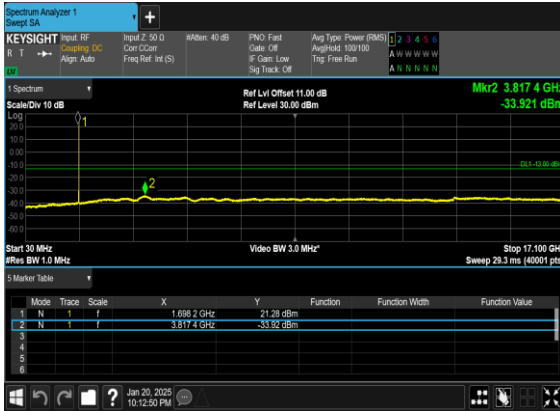 Spectrum Analyzer 1
Swept SA
KEYSIGHT
R T
Input: RF
Coupling: DC
Align: Auto
Input Z: 50 Ω
Corr CCorr
Freq Ref: Int (S)
#Atten: 40 dB
PNO: Fast
Gate: Off
IF Gain: Low
Sig Track: Off
Avg Type: Power (RMS)
Avg|Hold: 100/100
Trig: Free Run
1 2 3 4 5 6
A W W W W W
A N N N N N
1 Spectrum
Scale/Div 10 dB
Ref Lvl Offset 11.00 dB
Ref Level 30.00 dBm
Mkr2 3.817 4 GHz
-33.921 dBm
Log
20.0
10.0
0.00
-10.0
-20.0
-30.0
-40.0
-50.0
-60.0
1
2
DL1 -13.00 dBm
Start 30 MHz
#Res BW 1.0 MHz
Video BW 3.0 MHz*
Stop 17.100 GHz
Sweep 29.3 ms (40001 pts)
5 Marker Table
Mode Trace Scale X Y Function Function Width Function Value
1 N 1 f 1.698 2 GHz 21.28 dBm
2 N 1 f 3.817 4 GHz -33.92 dBm
3
4
5
6
Jan 20, 2025
10:12:50 PM